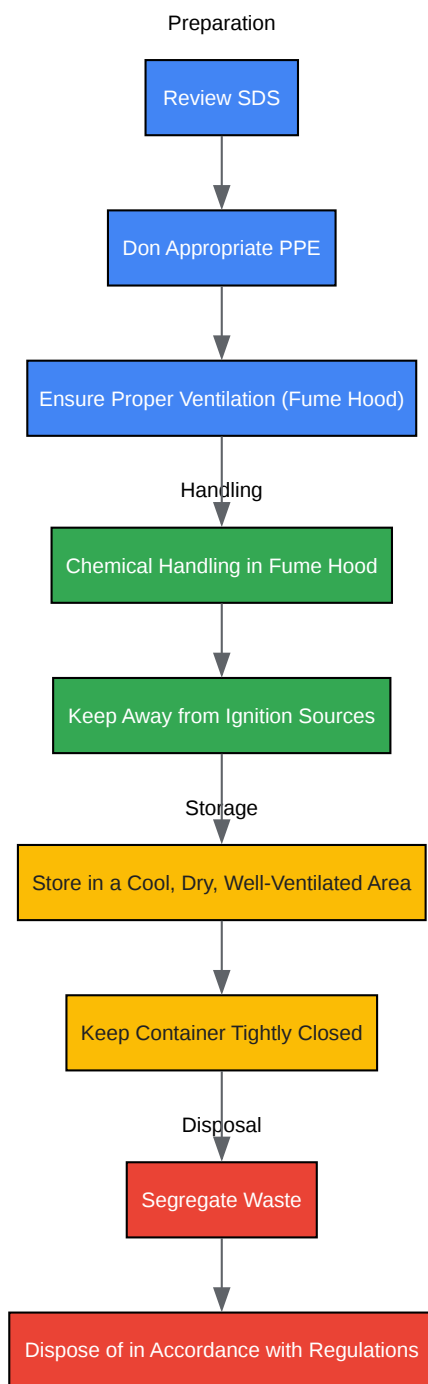 Preparation
Review SDS
Don Appropriate PPE
Ensure Proper Ventilation (Fume Hood)
Handling
Chemical Handling in Fume Hood
Keep Away from Ignition Sources
Storage
Store in a Cool, Dry, Well-Ventilated Area
Keep Container Tightly Closed
Disposal
Segregate Waste
Dispose of in Accordance with Regulations